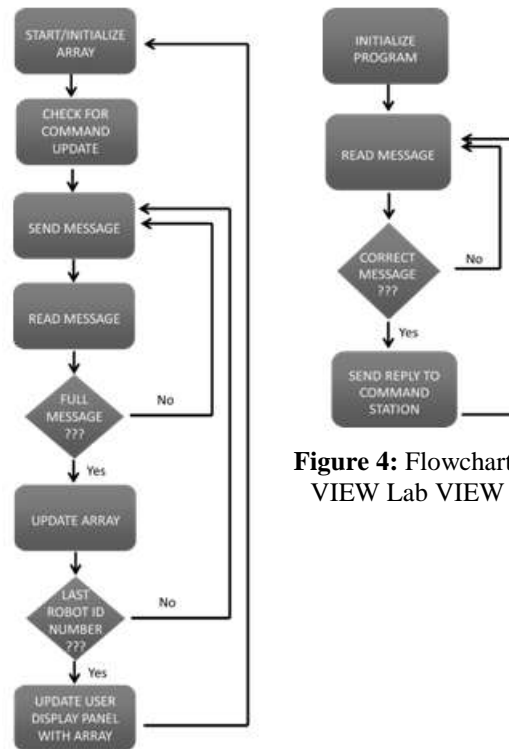 START/INITIALIZE
ARRAY
CHECK FOR
COMMAND
UPDATE
SEND MESSAGE
READ MESSAGE
FULL
MESSAGE
???
No
Yes
UPDATE ARRAY
LAST
ROBOT ID
NUMBER
???
No
Yes
UPDATE USER
DISPLAY PANEL
WITH ARRAY
INITIALIZE
PROGRAM
READ MESSAGE
CORRECT
MESSAGE
???
No
Yes
SEND REPLY TO
COMMAND
STATION
Figure 4: Flowchart
VIEW Lab VIEW